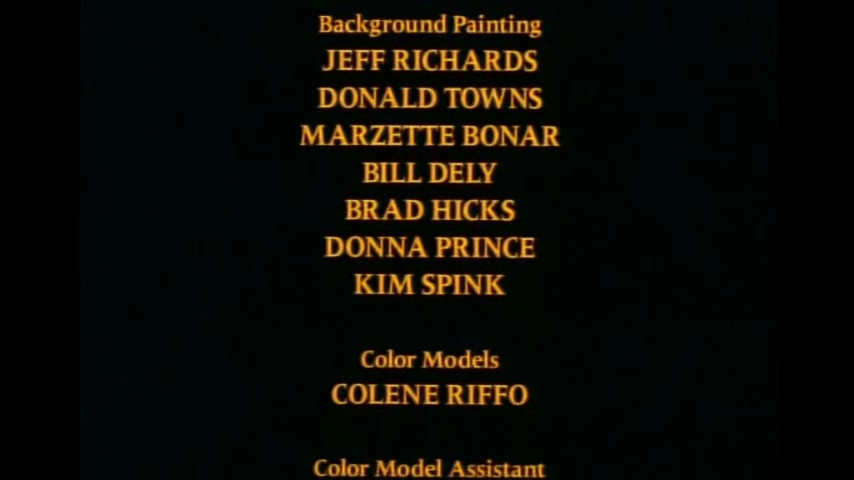 Background Painting
JEFF RICHARDS
DONALD TOWNS
MARZETTE BONAR
BILL DELY
BRAD HICKS
DONNA PRINCE
KIM SPINK
Color Models
COLENE RIFFO
Color Model Assistant